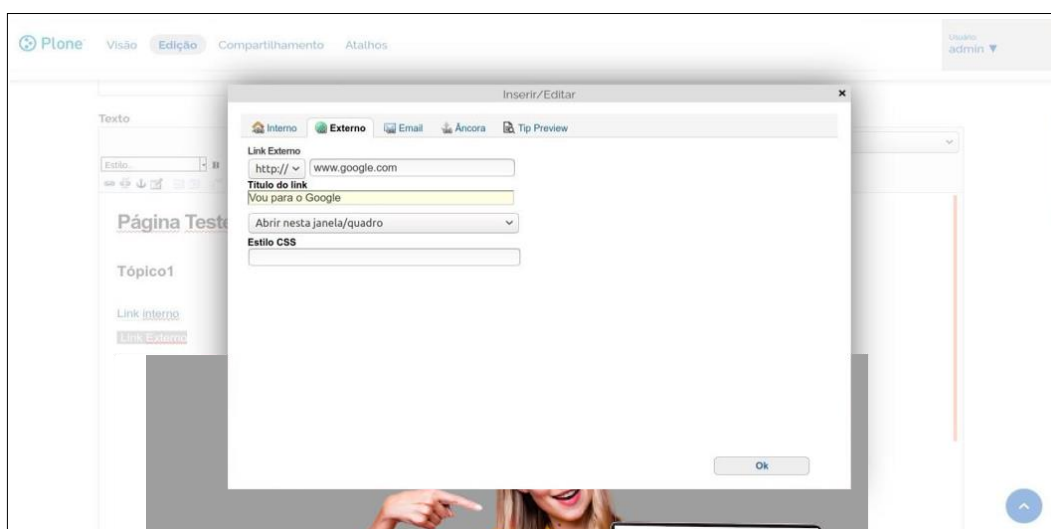 Plone Visão Edição Compartilhamento Atalhos
Usuário
admin ▼
Inserir/Editar
Texto
Interno Externo Email Âncora Tip Preview
Link Externo
http:// www.google.com
Título do link
Vou para o Google
Abrir nesta janela/quadro
Estilo CSS
Estilo... B
Página Teste
Tópico1
Link interno
Link Externo
Ok